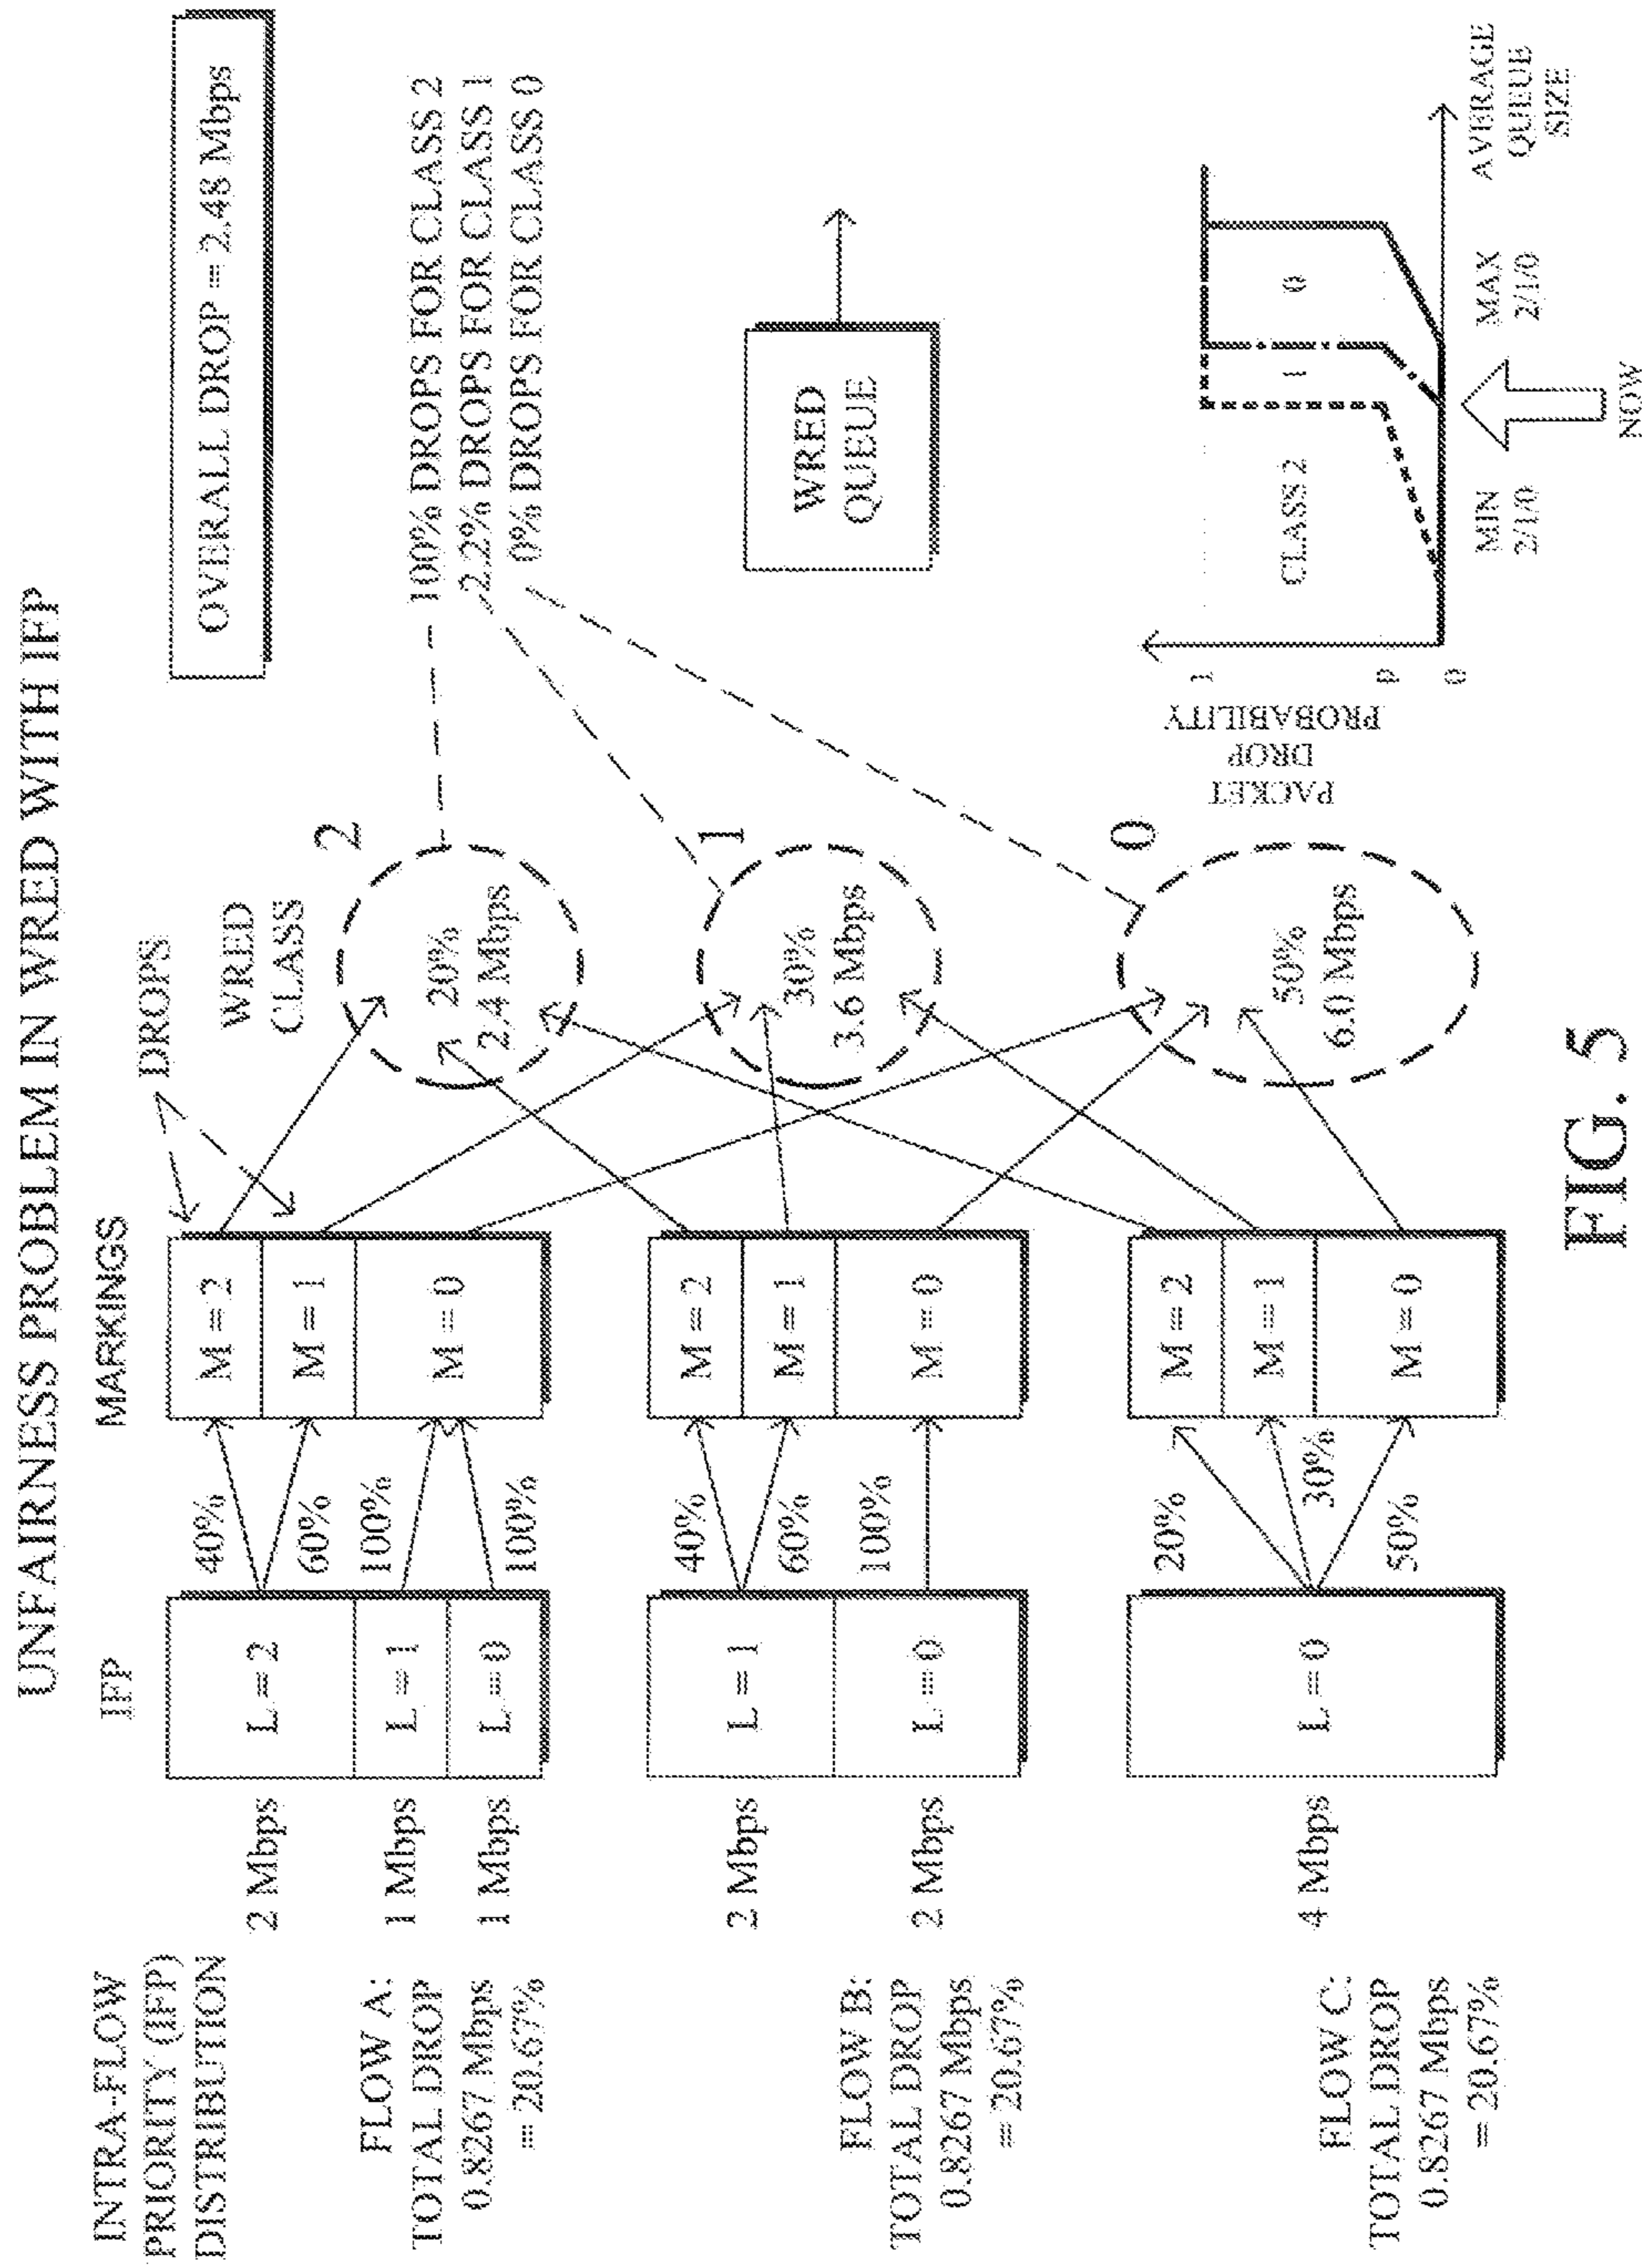 UNFAIRNESS PROBLEM IN WRED WITH IFP
INTRA-FLOW
PRIORITY (IFP)
DISTRIBUTION
IFP
MARKINGS
DROPS
WRED
CLASS
OVERALL DROP = 2.48 Mbps
FLOW A:
TOTAL DROP
0.8267 Mbps
= 20.67%
2 Mbps
1 Mbps
1 Mbps
L = 2
L = 1
L = 0
40%
60%
100%
100%
M = 2
M = 1
M = 0
2
20%
2.4 Mbps
100% DROPS FOR CLASS 2
2.2% DROPS FOR CLASS 1
0% DROPS FOR CLASS 0
FLOW B:
TOTAL DROP
0.8267 Mbps
= 20.67%
2 Mbps
2 Mbps
L = 1
L = 0
40%
60%
100%
M = 2
M = 1
M = 0
1
30%
3.6 Mbps
WRED
QUEUE
FLOW C:
TOTAL DROP
0.8267 Mbps
= 20.67%
4 Mbps
L = 0
20%
30%
50%
M = 2
M = 1
M = 0
0
50%
6.0 Mbps
PACKET
DROP
PROBABILITY
1
P
0
CLASS 2
1
0
MIN
2/1/0
MAX
2/1/0
AVERAGE
QUEUE
SIZE
NOW
FIG. 5